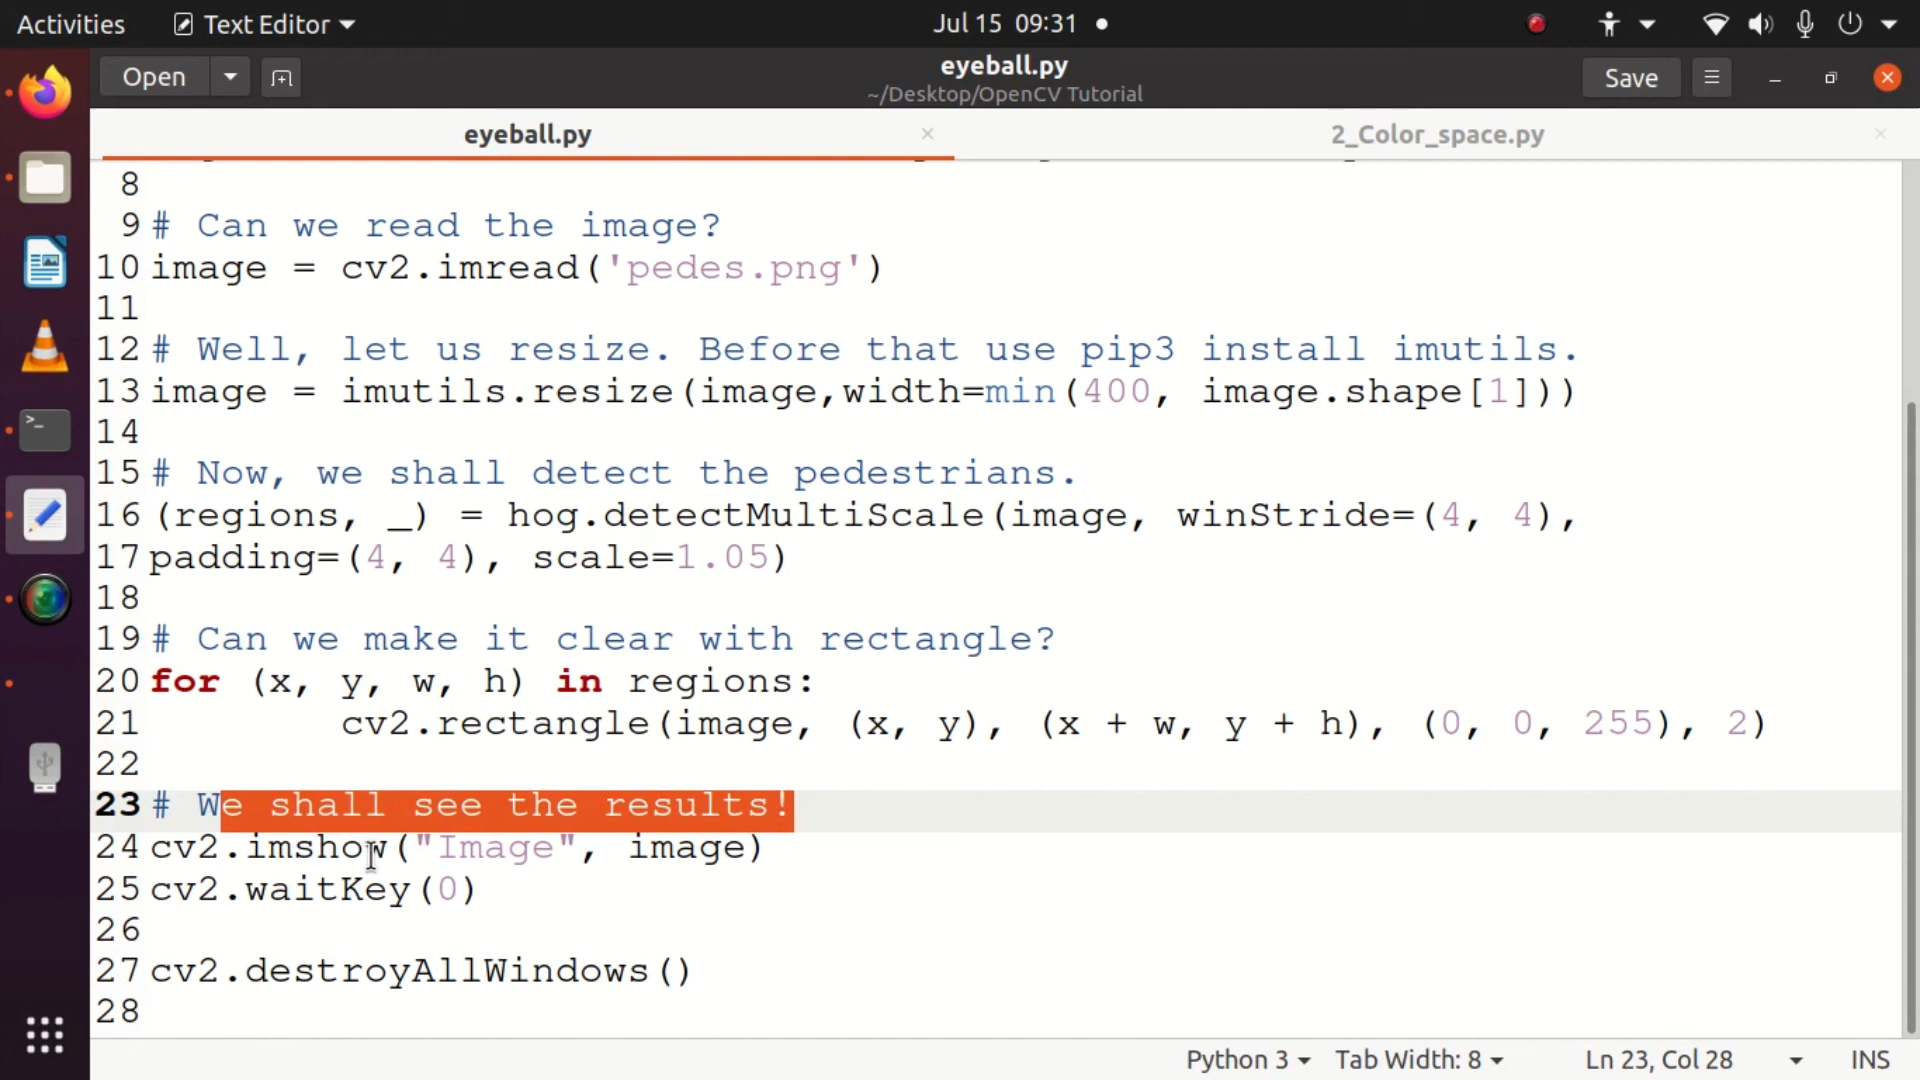 Activities
Text Editor
Jul 15 09:31
Open
eyeball.py
~/Desktop/OpenCV Tutorial
Save
eyeball.py
2_Color_space.py
8
9 # Can we read the image?
10 image = cv2.imread('pedes.png')
11
12 # Well, let us resize. Before that use pip3 install imutils.
13 image = imutils.resize(image,width=min(400, image.shape[1]))
14
15 # Now, we shall detect the pedestrians.
16 (regions, _) = hog.detectMultiScale(image, winStride=(4, 4),
17 padding=(4, 4), scale=1.05)
18
19 # Can we make it clear with rectangle?
20 for (x, y, w, h) in regions:
21 cv2.rectangle(image, (x, y), (x + w, y + h), (0, 0, 255), 2)
22
23 # We shall see the results!
24 cv2.imshow("Image", image)
25 cv2.waitKey(0)
26
27 cv2.destroyAllWindows()
28
Python 3
Tab Width: 8
Ln 23, Col 28
INS